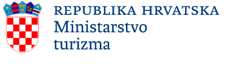 REPUBLIKA HRVATSKA
Ministarstvo
turizma